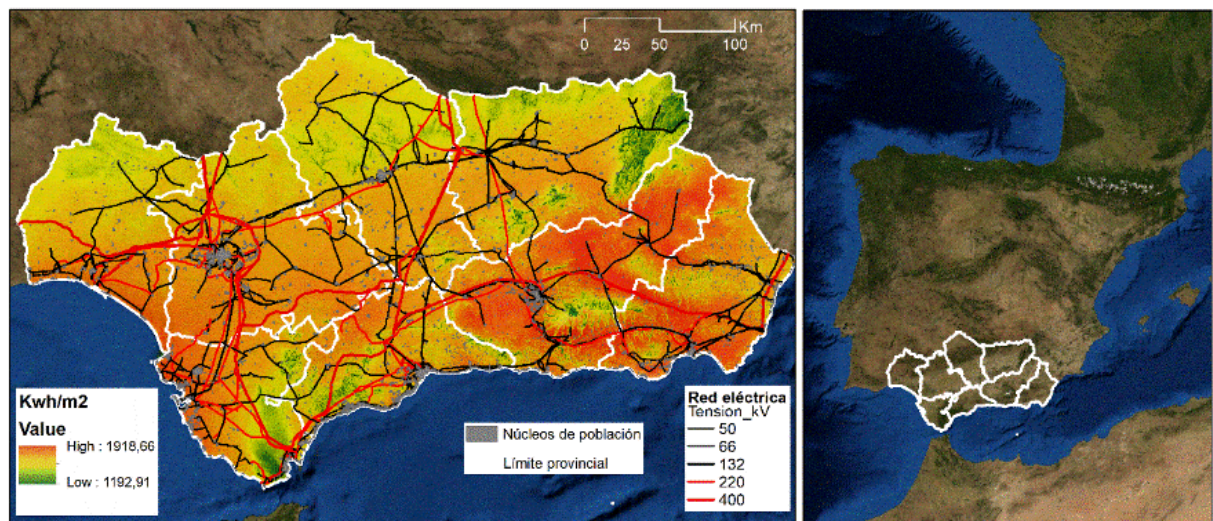 Km
0 25 50 100
Kwh/m2
Value
High : 1918,66
Low : 1192,91
Núcleos de población
Límite provincial
Red eléctrica
Tension_kV
50
66
132
220
400